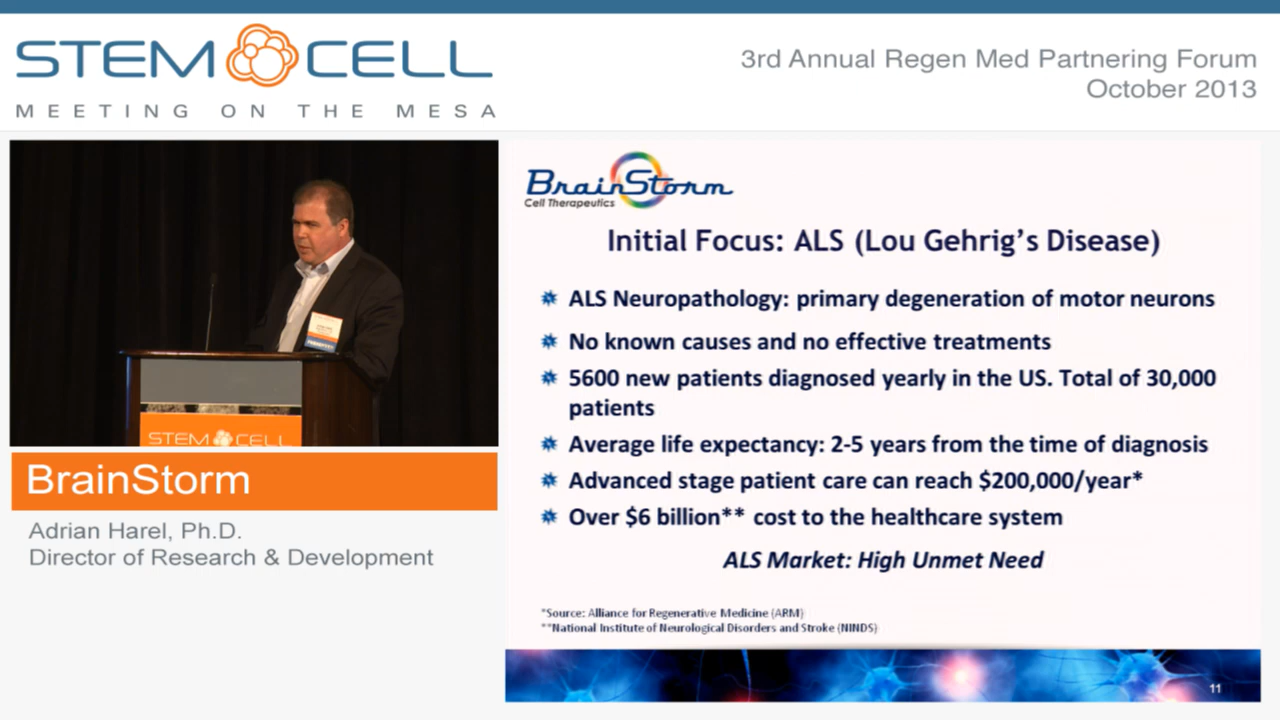 STEM CELL
MEETING ON THE MESA
3rd Annual Regen Med Partnering Forum
October 2013
STEM CELL
BrainStorm
Adrian Harel, Ph.D.
Director of Research & Development
BrainStorm
Cell Therapeutics
Initial Focus: ALS (Lou Gehrig's Disease)
ALS Neuropathology: primary degeneration of motor neurons
No known causes and no effective treatments
5600 new patients diagnosed yearly in the US. Total of 30,000
patients
Average life expectancy: 2-5 years from the time of diagnosis
Advanced stage patient care can reach $200,000/year*
Over $6 billion** cost to the healthcare system
ALS Market: High Unmet Need
*Source: Alliance for Regenerative Medicine (ARM)
**National Institute of Neurological Disorders and Stroke (NINDS)
11